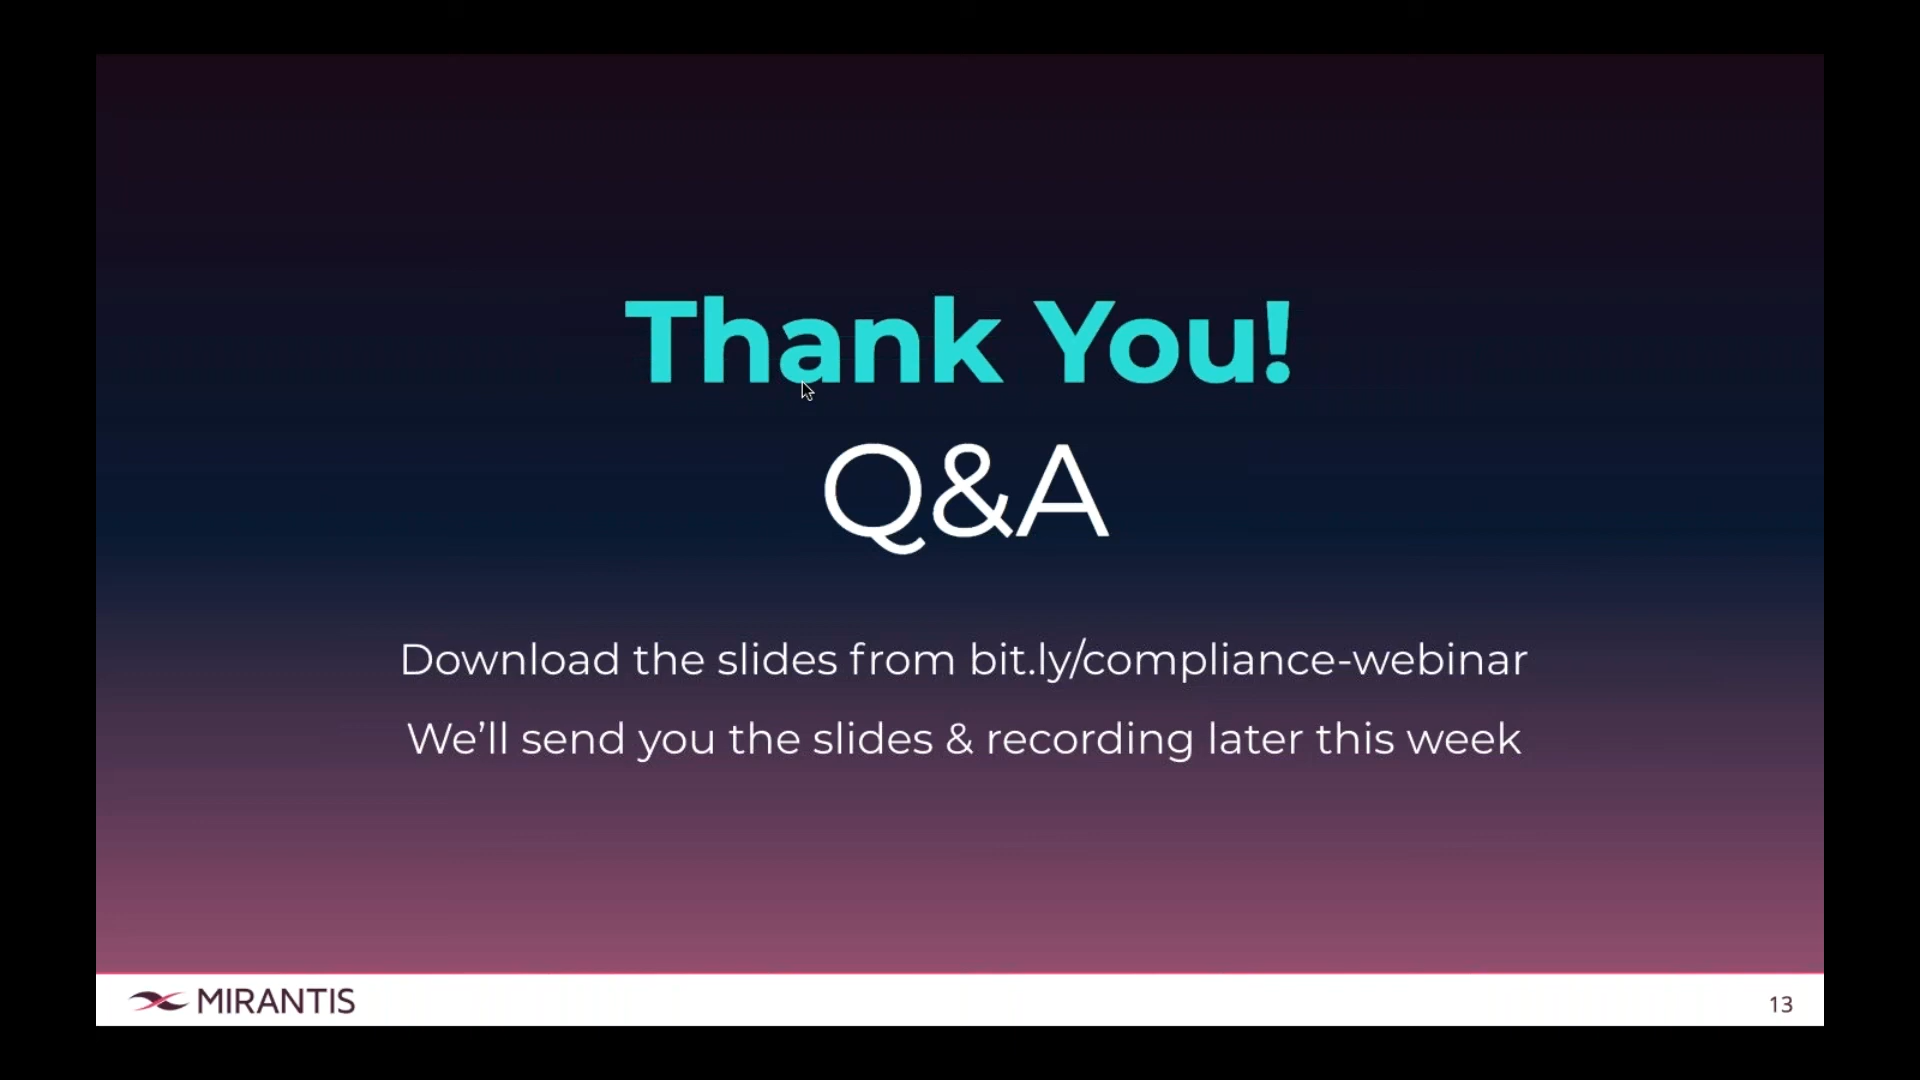 Thank You!
Q&A
Download the slides from bit.ly/compliance-webinar
We’ll send you the slides & recording later this week
MIRANTIS
13